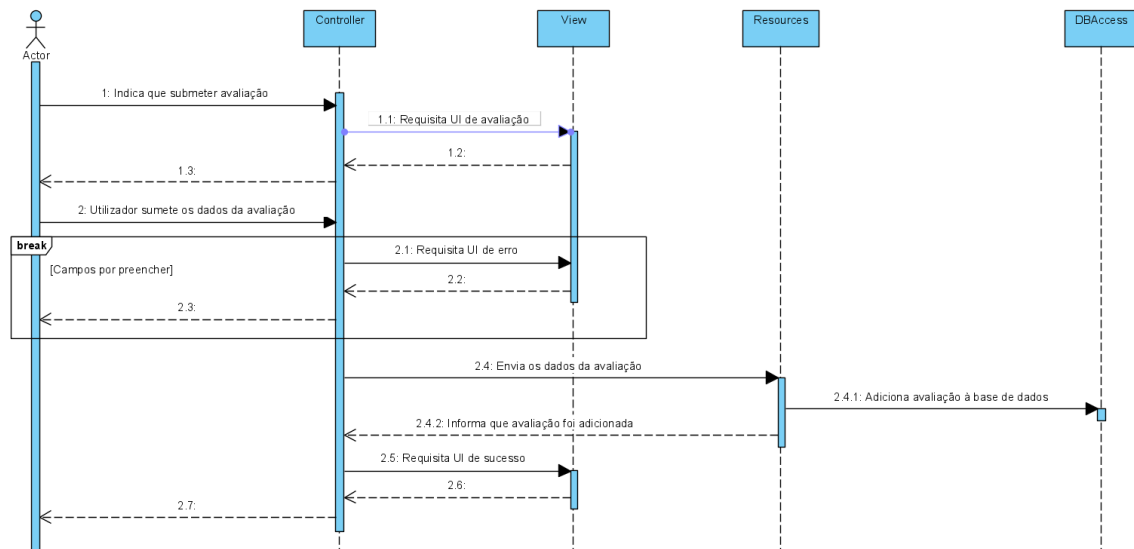 Controller
View
Resources
DBAccess
Actor
1: Indica que submeter avaliação
1.1: Requisita UI de avaliação
1.2:
1.3:
2: Utilizador sumete os dados da avaliação
break
2.1: Requisita UI de erro
[Campos por preencher]
2.2:
2.3:
2.4: Envia os dados da avaliação
2.4.1: Adiciona avaliação à base de dados
2.4.2: Informa que avaliação foi adicionada
2.5: Requisita UI de sucesso
2.6:
2.7: